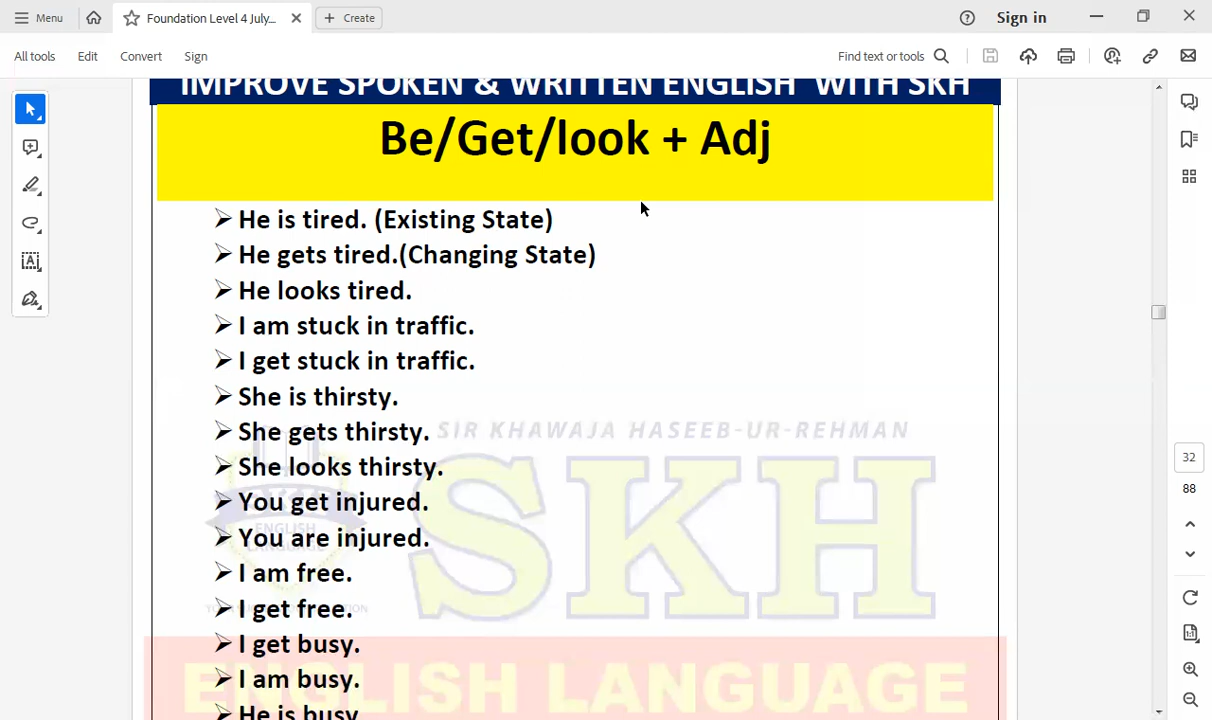 Menu
Foundation Level 4 July...
Create
Sign in
All tools
Edit
Convert
Sign
Find text or tools
IMPROVE SPOKEN & WRITTEN ENGLISH WITH SKH
Be/Get/look + Adj
➢ He is tired. (Existing State)
➢ He gets tired.(Changing State)
➢ He looks tired.
➢ I am stuck in traffic.
➢ I get stuck in traffic.
➢ She is thirsty.
➢ She gets thirsty.
SIR KHAWAJA HASEEB-UR-REHMAN
➢ She looks thirsty.
➢ You get injured.
ENGLISH
LANGUAGE
SKH
➢ You are injured.
➢ I am free.
➢ I get free.
➢ I get busy.
➢ I am busy.
ENGLISH LANGUAGE
➢ He is busy
32
88